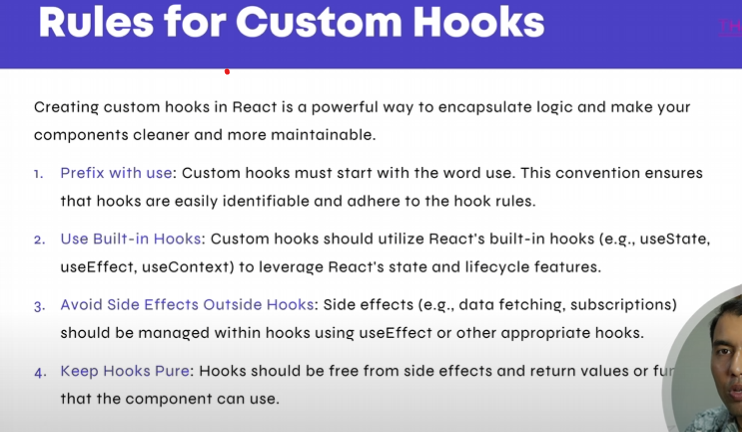 Rules for Custom Hooks
TH
Creating custom hooks in React is a powerful way to encapsulate logic and make your
components cleaner and more maintainable.
1. Prefix with use: Custom hooks must start with the word use. This convention ensures
that hooks are easily identifiable and adhere to the hook rules.
2. Use Built-in Hooks: Custom hooks should utilize React's built-in hooks (e.g., useState,
useEffect, useContext) to leverage React's state and lifecycle features.
3. Avoid Side Effects Outside Hooks: Side effects (e.g., data fetching, subscriptions)
should be managed within hooks using useEffect or other appropriate hooks.
4. Keep Hooks Pure: Hooks should be free from side effects and return values or
that the component can use.